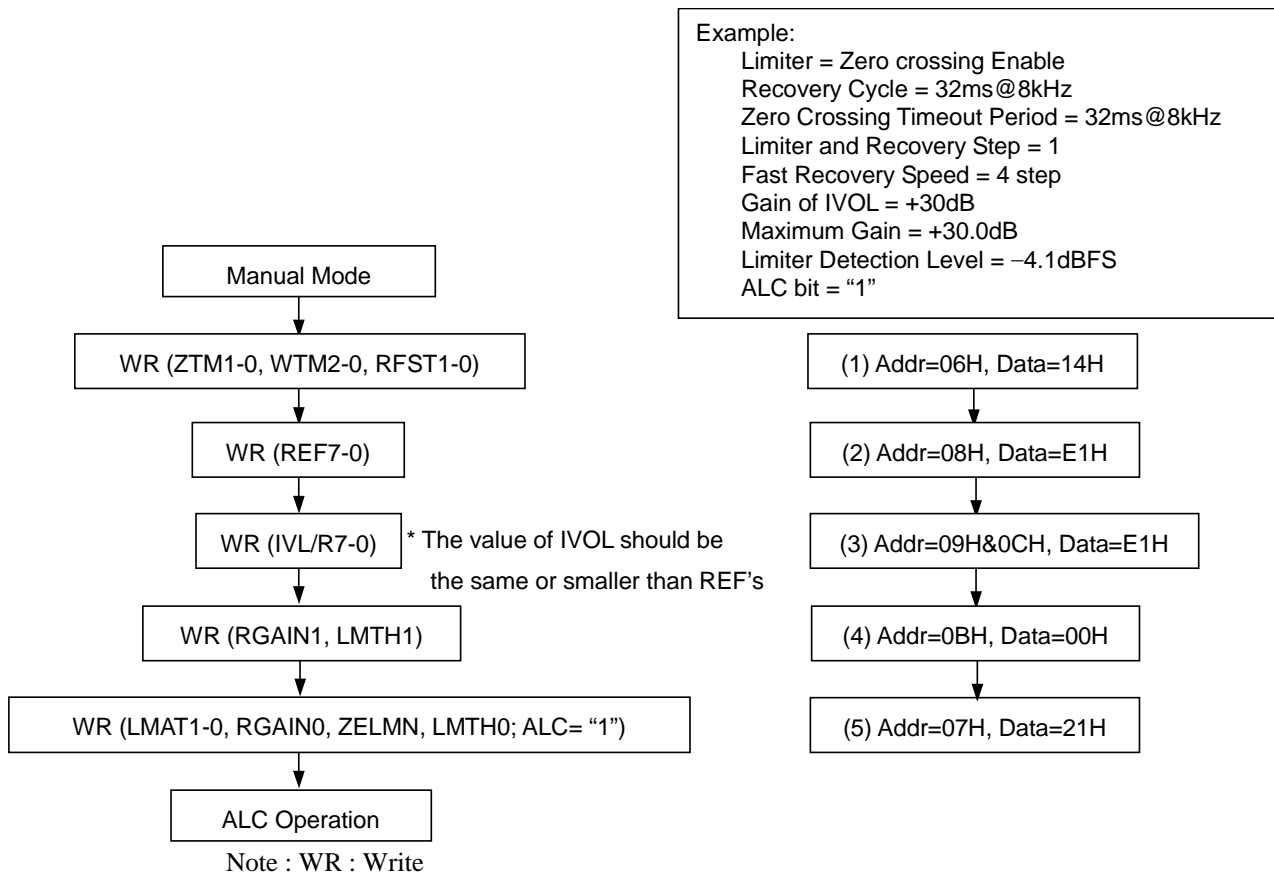 Example:
Limiter = Zero crossing Enable
Recovery Cycle = 32ms@8kHz
Zero Crossing Timeout Period = 32ms@8kHz
Limiter and Recovery Step = 1
Fast Recovery Speed = 4 step
Gain of IVOL = +30dB
Maximum Gain = +30.0dB
Limiter Detection Level = −4.1dBFS
ALC bit = “1”
Manual Mode
WR (ZTM1-0, WTM2-0, RFST1-0)
WR (REF7-0)
WR (IVL/R7-0)
* The value of IVOL should be
the same or smaller than REF’s
WR (RGAIN1, LMTH1)
WR (LMAT1-0, RGAIN0, ZELMN, LMTH0; ALC= “1”)
ALC Operation
Note : WR : Write
(1) Addr=06H, Data=14H
(2) Addr=08H, Data=E1H
(3) Addr=09H&0CH, Data=E1H
(4) Addr=0BH, Data=00H
(5) Addr=07H, Data=21H